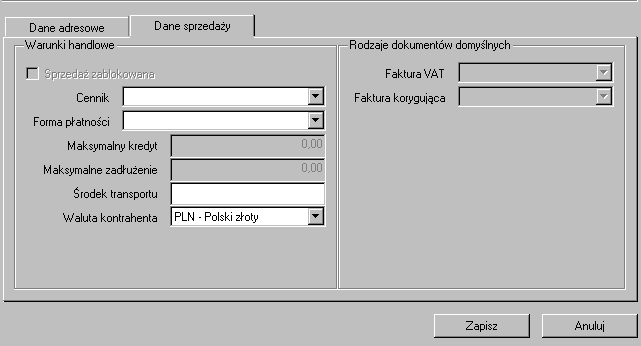 Dane adresowe
Dane sprzedaży
Warunki handlowe
Sprzedaż zablokowana
Cennik
Forma płatności
Maksymalny kredyt 0,00
Maksymalne zadłużenie 0,00
Środek transportu
Waluta kontrahenta PLN - Polski złoty
Rodzaje dokumentów domyślnych
Faktura VAT
Faktura korygująca
Zapisz
Anuluj